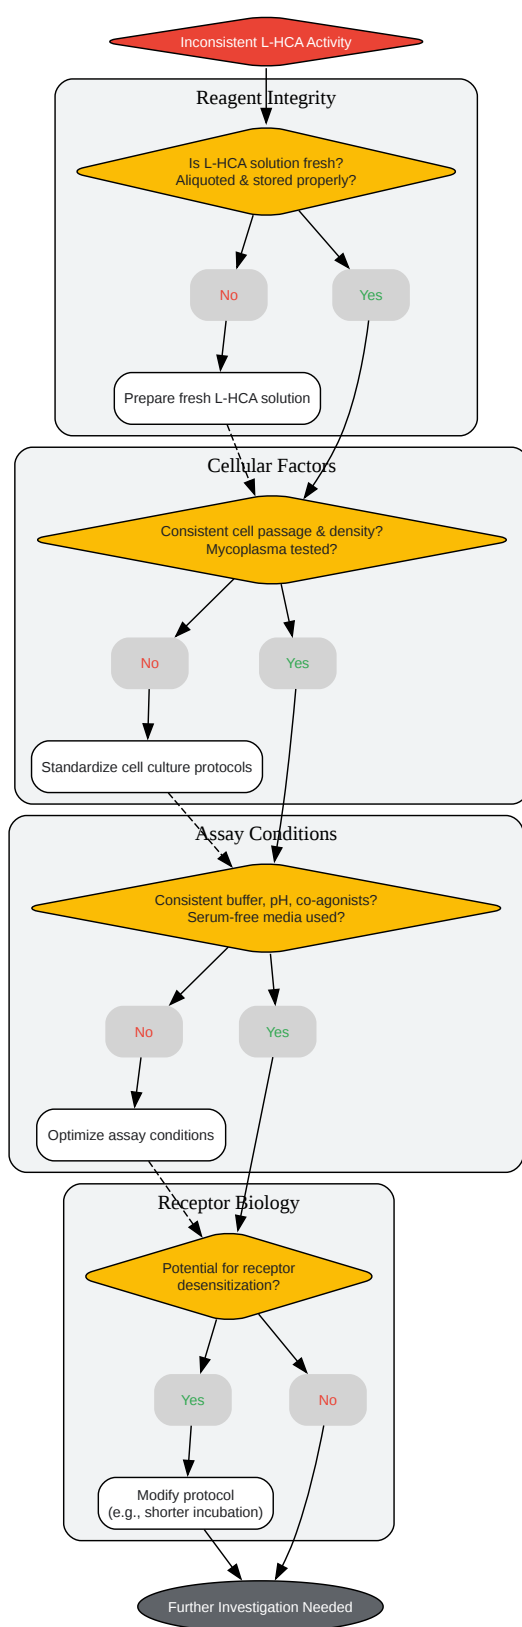 Inconsistent L-HCA Activity
Reagent Integrity
Is L-HCA solution fresh?
Aliquoted & stored properly?
No
Yes
Prepare fresh L-HCA solution
Cellular Factors
Consistent cell passage & density?
Mycoplasma tested?
No
Yes
Standardize cell culture protocols
Assay Conditions
Consistent buffer, pH, co-agonists?
Serum-free media used?
No
Yes
Optimize assay conditions
Receptor Biology
Potential for receptor
desensitization?
Yes
No
Modify protocol
(e.g., shorter incubation)
Further Investigation Needed